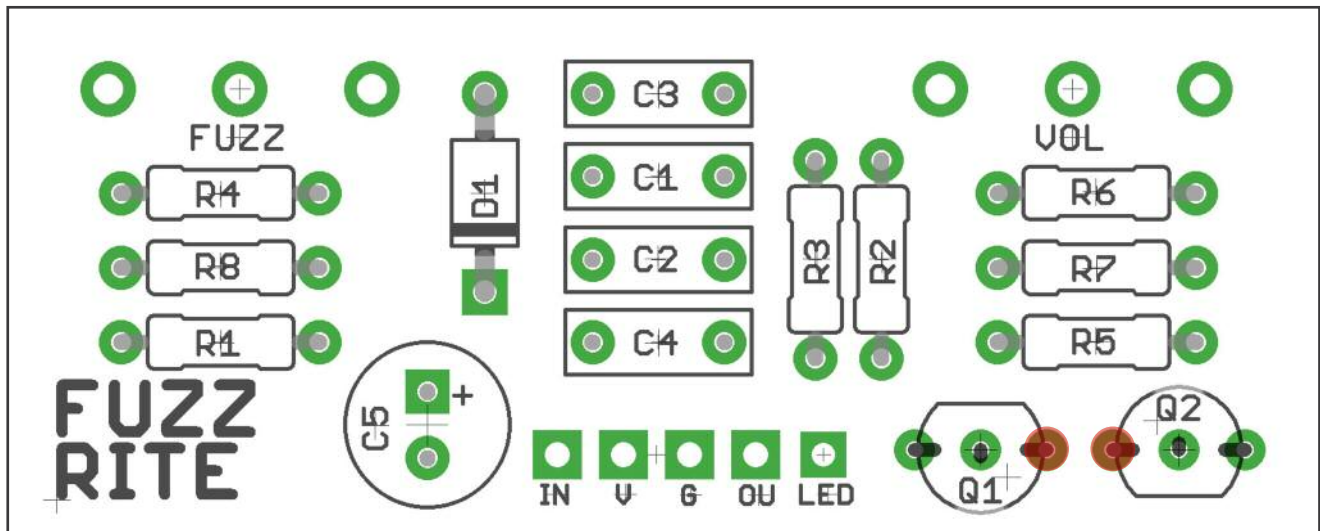 C3
FUZZ
VOL
R4
D1
C1
R6
R8
C2
R3
R2
R7
R1
C4
R5
FUZZ
RITE
C5
+
Q2
Q1
IN
V
G
OU
LED